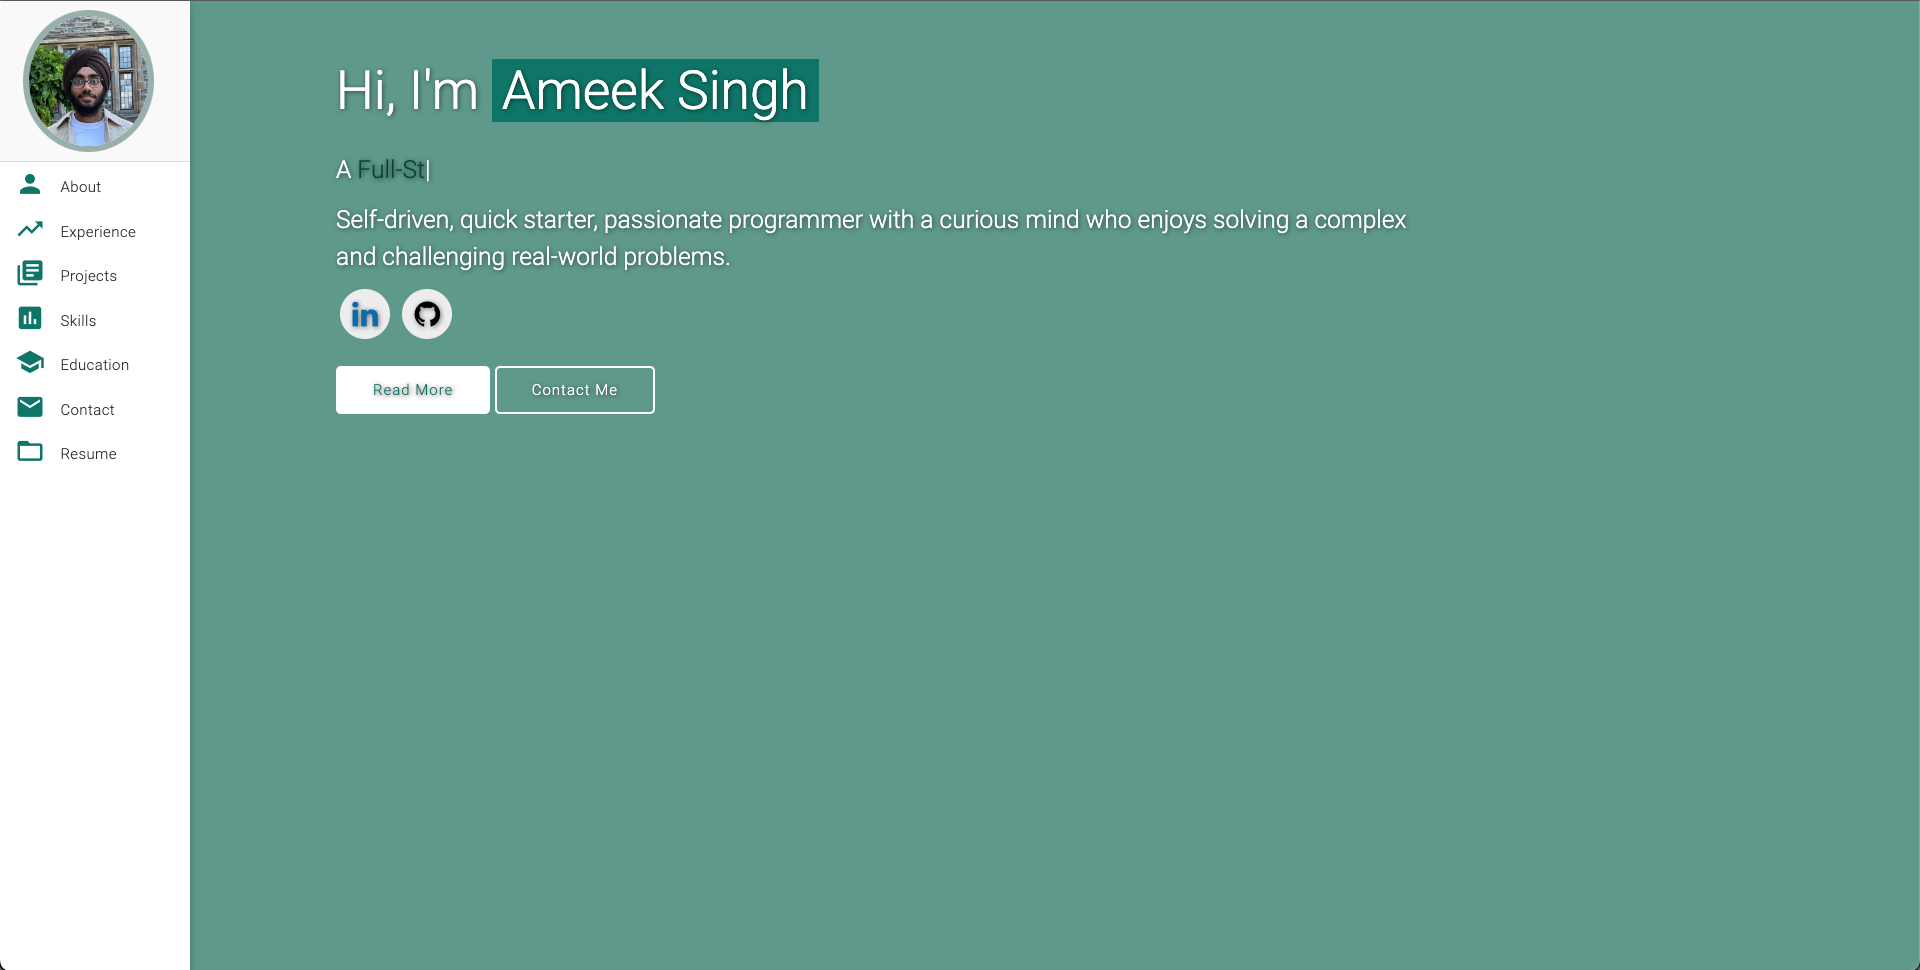 About
Experience
Projects
Skills
Education
Contact
Resume
Hi, I'm Ameek Singh
A Full-St|
Self-driven, quick starter, passionate programmer with a curious mind who enjoys solving a complex
and challenging real-world problems.
in
Read More Contact Me